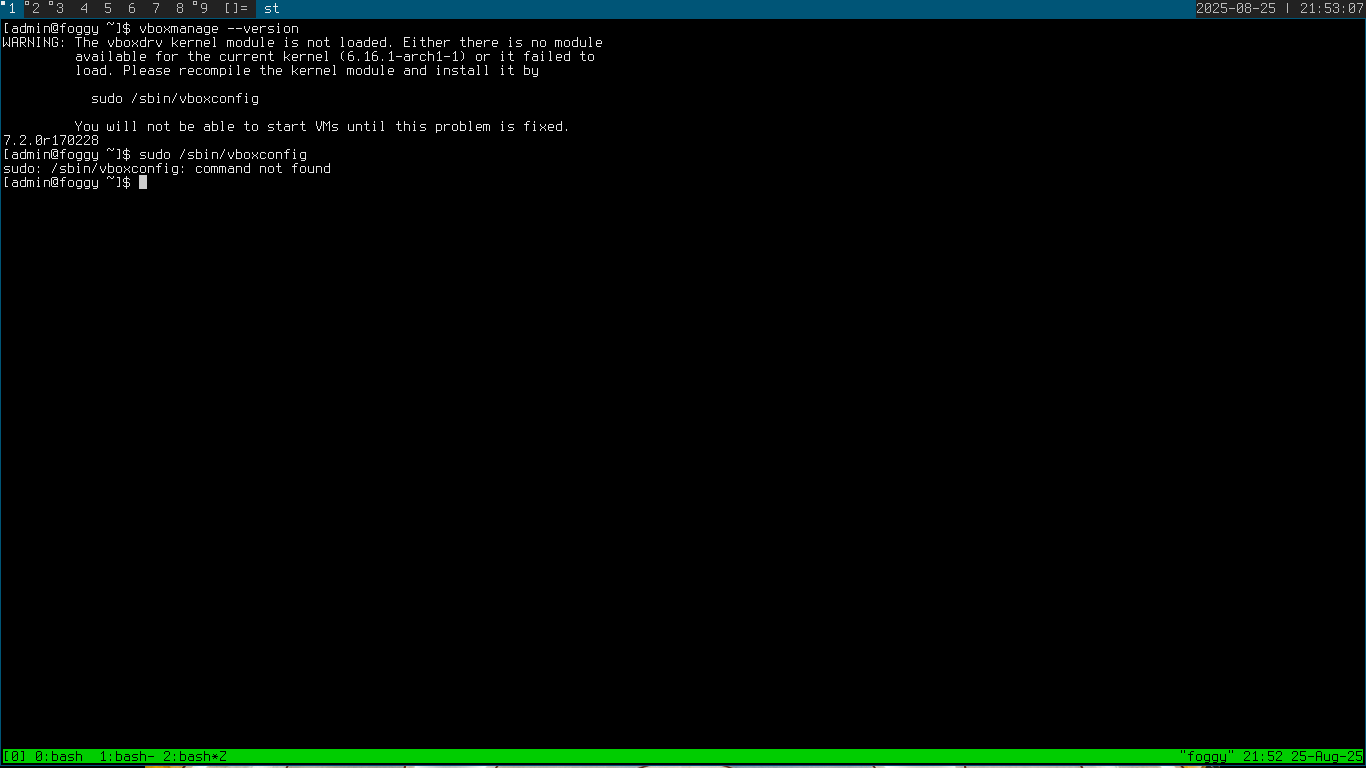 1 2 3 4 5 6 7 8 9 []= st 2025-08-25 | 21:53:07
[admin@foggy ~]$ vboxmanage --version
WARNING: The vboxdrv kernel module is not loaded. Either there is no module
available for the current kernel (6.16.1-arch1-1) or it failed to
load. Please recompile the kernel module and install it by
sudo /sbin/vboxconfig
You will not be able to start VMs until this problem is fixed.
7.2.0r170228
[admin@foggy ~]$ sudo /sbin/vboxconfig
sudo: /sbin/vboxconfig: command not found
[admin@foggy ~]$
[0] 0:bash  1:bash- 2:bash*Z "foggy" 21:52 25-Aug-25